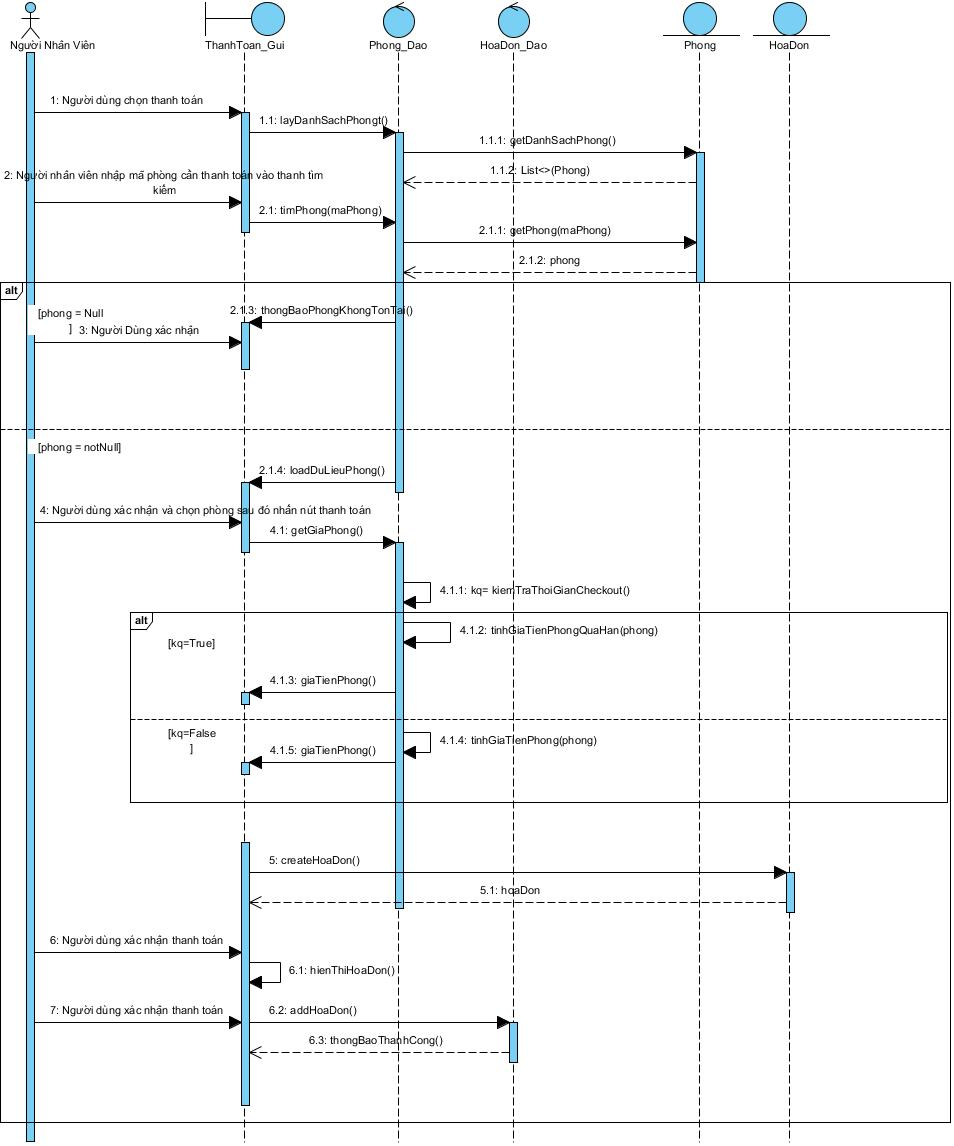 Người Nhân Viên
ThanhToan_Gui
Phong_Dao
HoaDon_Dao
Phong
HoaDon
1: Người dùng chọn thanh toán
1.1: layDanhSachPhongt()
1.1.1: getDanhSachPhong()
1.1.2: List<>(Phong)
2: Người nhân viên nhập mã phòng cần thanh toán vào thanh tìm
kiếm
2.1: timPhong(maPhong)
2.1.1: getPhong(maPhong)
2.1.2: phong
alt
[phong = Null
]
2.1.3: thongBaoPhongKhongTonTai()
3: Người Dùng xác nhận
[phong = notNull]
2.1.4: loadDuLieuPhong()
4: Người dùng xác nhận và chọn phòng sau đó nhấn nút thanh toán
4.1: getGiaPhong()
4.1.1: kq= kiemTraThoiGianCheckout()
alt
4.1.2: tinhGiaTienPhongQuaHan(phong)
[kq=True]
4.1.3: giaTienPhong()
[kq=False
]
4.1.4: tinhGiaTienPhong(phong)
4.1.5: giaTienPhong()
5: createHoaDon()
5.1: hoaDon
6: Người dùng xác nhận thanh toán
6.1: hienThiHoaDon()
7: Người dùng xác nhận thanh toán
6.2: addHoaDon()
6.3: thongBaoThanhCong()